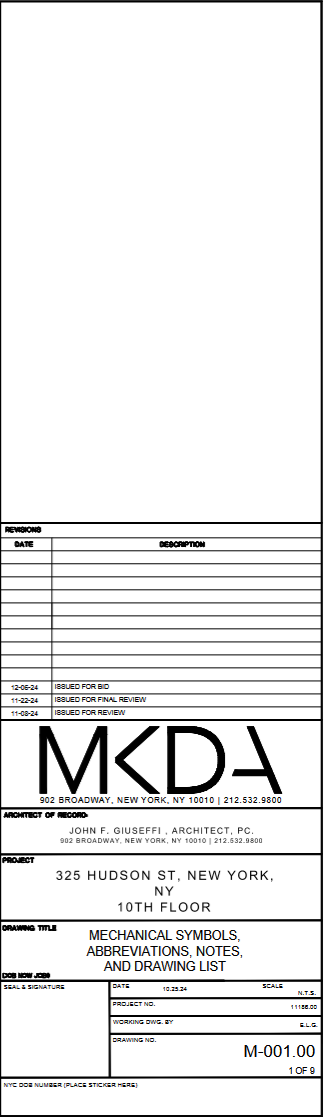 REVISIONS
DATE DESCRIPTION
12-06-24 ISSUED FOR BID
11-22-24 ISSUED FOR FINAL REVIEW
11-08-24 ISSUED FOR REVIEW
MKDA
902 BROADWAY, NEW YORK, NY 10010 | 212.532.9800
ARCHITECT OF RECORD:
JOHN F. GIUSEFFI , ARCHITECT, PC.
902 BROADWAY, NEW YORK, NY 10010 | 212.532.9800
PROJECT
325 HUDSON ST, NEW YORK,
NY
10TH FLOOR
DRAWING TITLE
MECHANICAL SYMBOLS,
ABBREVIATIONS, NOTES,
AND DRAWING LIST
DOB NOW JOB#
SEAL & SIGNATURE
DATE 10.25.24 SCALE N.T.S.
PROJECT NO. 11186.00
WORKING DWG. BY E.L.G.
DRAWING NO.
M-001.00
1 OF 9
NYC DOB NUMBER (PLACE STICKER HERE)